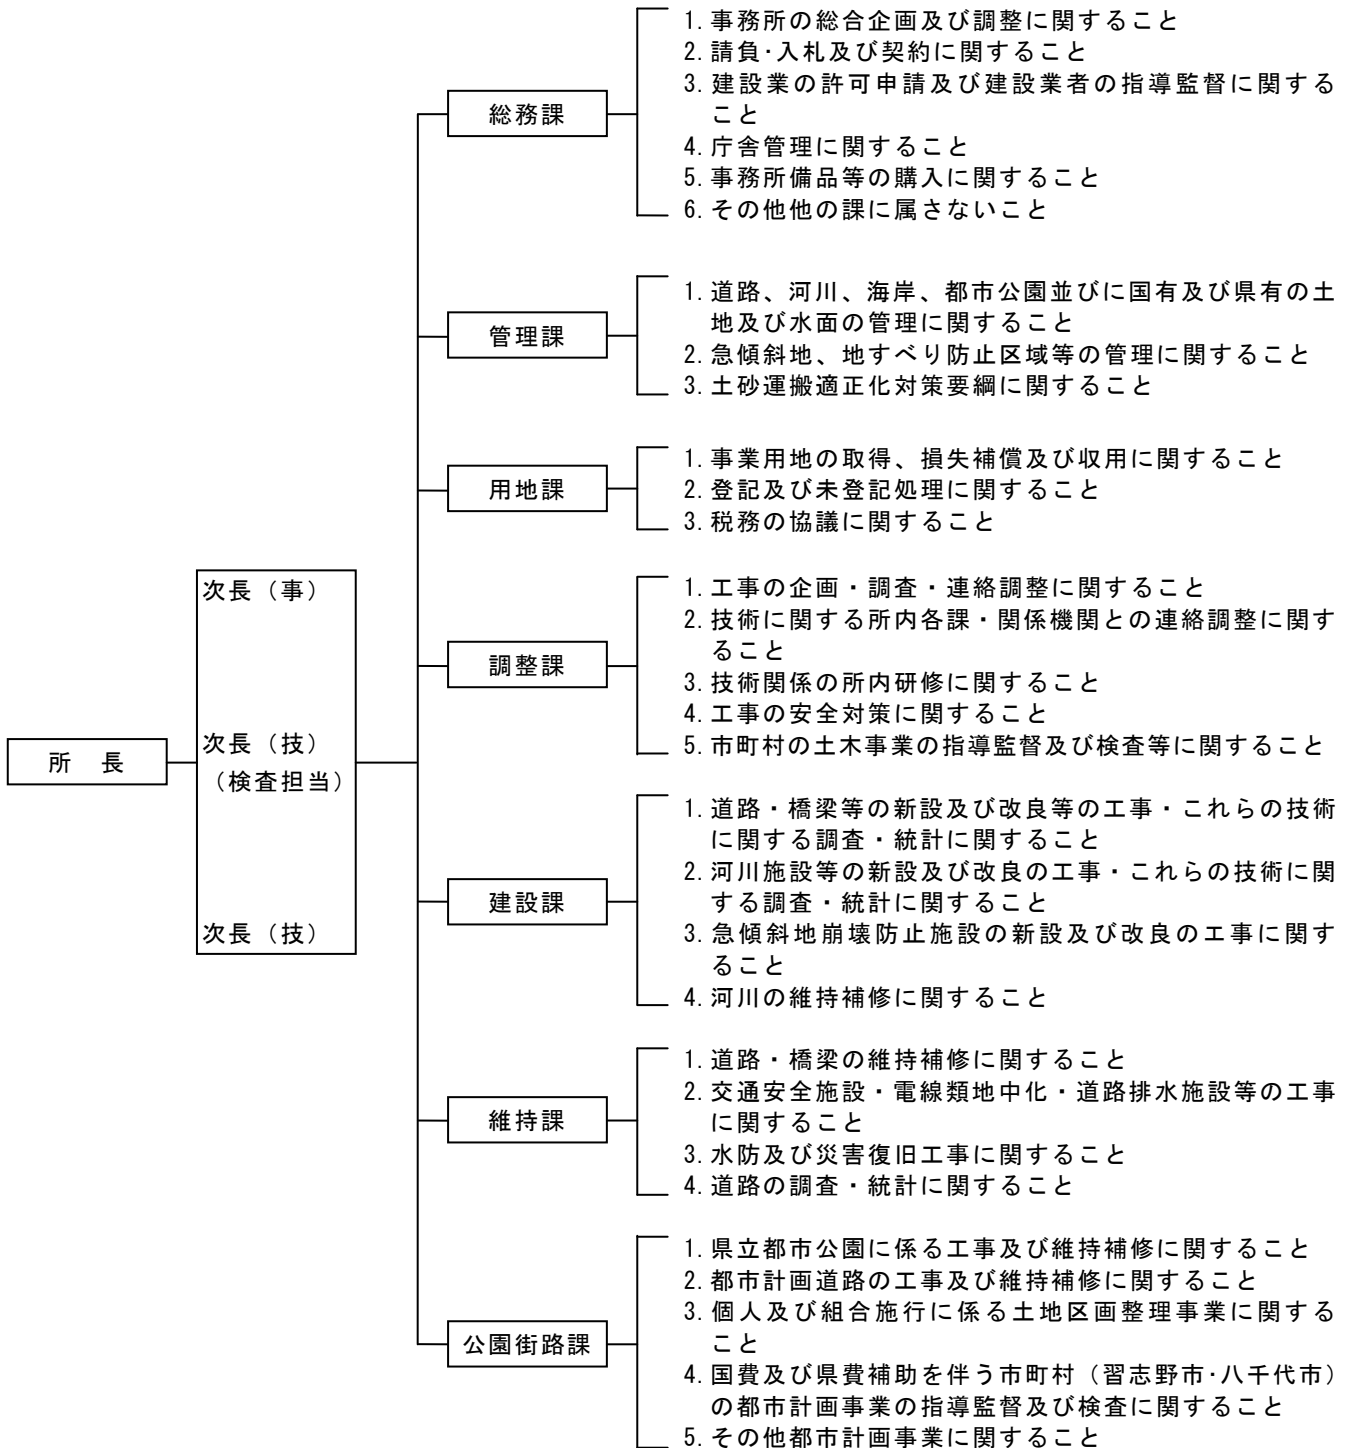 所　長
次長（事）
次長（技）
（検査担当）
次長（技）
総務課
1.事務所の総合企画及び調整に関すること
2.請負･入札及び契約に関すること
3.建設業の許可申請及び建設業者の指導監督に関する
こと
4.庁舎管理に関すること
5.事務所備品等の購入に関すること
6.その他他の課に属さないこと
管理課
1.道路、河川、海岸、都市公園並びに国有及び県有の土
地及び水面の管理に関すること
2.急傾斜地、地すべり防止区域等の管理に関すること
3.土砂運搬適正化対策要綱に関すること
用地課
1.事業用地の取得、損失補償及び収用に関すること
2.登記及び未登記処理に関すること
3.税務の協議に関すること
調整課
1.工事の企画・調査・連絡調整に関すること
2.技術に関する所内各課・関係機関との連絡調整に関す
ること
3.技術関係の所内研修に関すること
4.工事の安全対策に関すること
5.市町村の土木事業の指導監督及び検査等に関すること
建設課
1.道路・橋梁等の新設及び改良等の工事・これらの技術
に関する調査・統計に関すること
2.河川施設等の新設及び改良の工事・これらの技術に関
する調査・統計に関すること
3.急傾斜地崩壊防止施設の新設及び改良の工事に関す
ること
4.河川の維持補修に関すること
維持課
1.道路・橋梁の維持補修に関すること
2.交通安全施設・電線類地中化・道路排水施設等の工事
に関すること
3.水防及び災害復旧工事に関すること
4.道路の調査・統計に関すること
公園街路課
1.県立都市公園に係る工事及び維持補修に関すること
2.都市計画道路の工事及び維持補修に関すること
3.個人及び組合施行に係る土地区画整理事業に関する
こと
4.国費及び県費補助を伴う市町村（習志野市･八千代市）
の都市計画事業の指導監督及び検査に関すること
5.その他都市計画事業に関すること